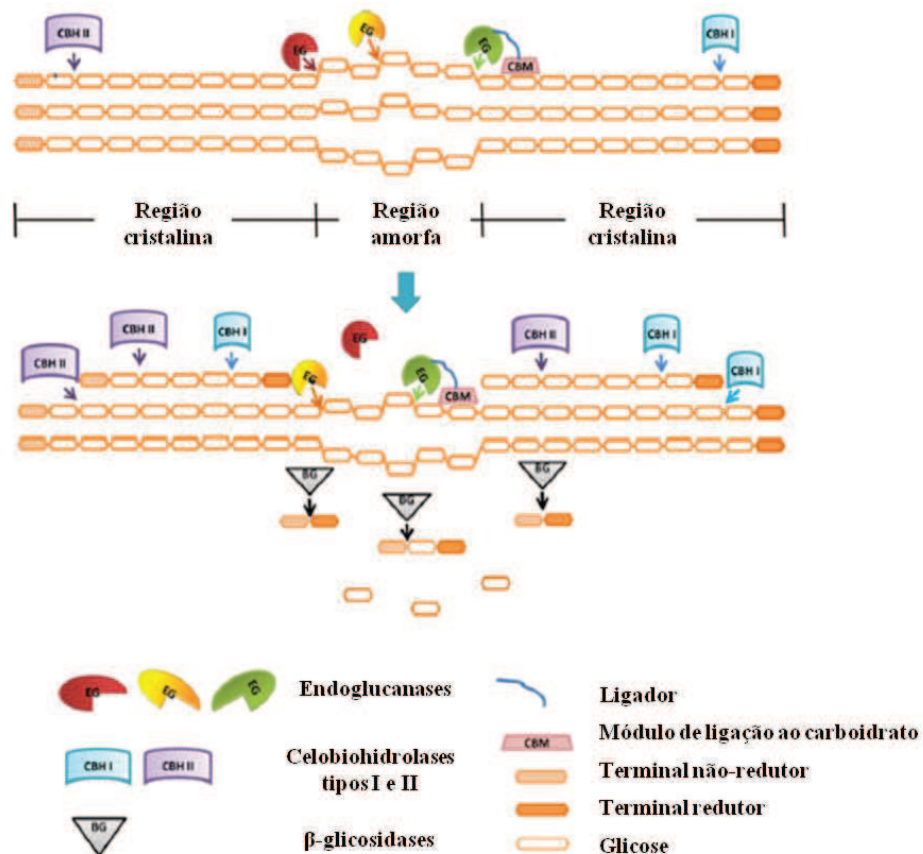 CBH II
EG
EG
EG
CBM
CBH I
Região cristalina
Região amorfa
Região cristalina
CBH II
CBH II
CBH I
EG
EG
EG
CBM
CBH II
CBH I
CBH I
BG
BG
BG
EG
EG
EG
Endoglucanases
CBH I
CBH II
Celobiohidrolases
tipos I e II
BG
β-glicosidases
Ligador
CBM
Módulo de ligação ao carboidrato
Terminal não-redutor
Terminal redutor
Glicose